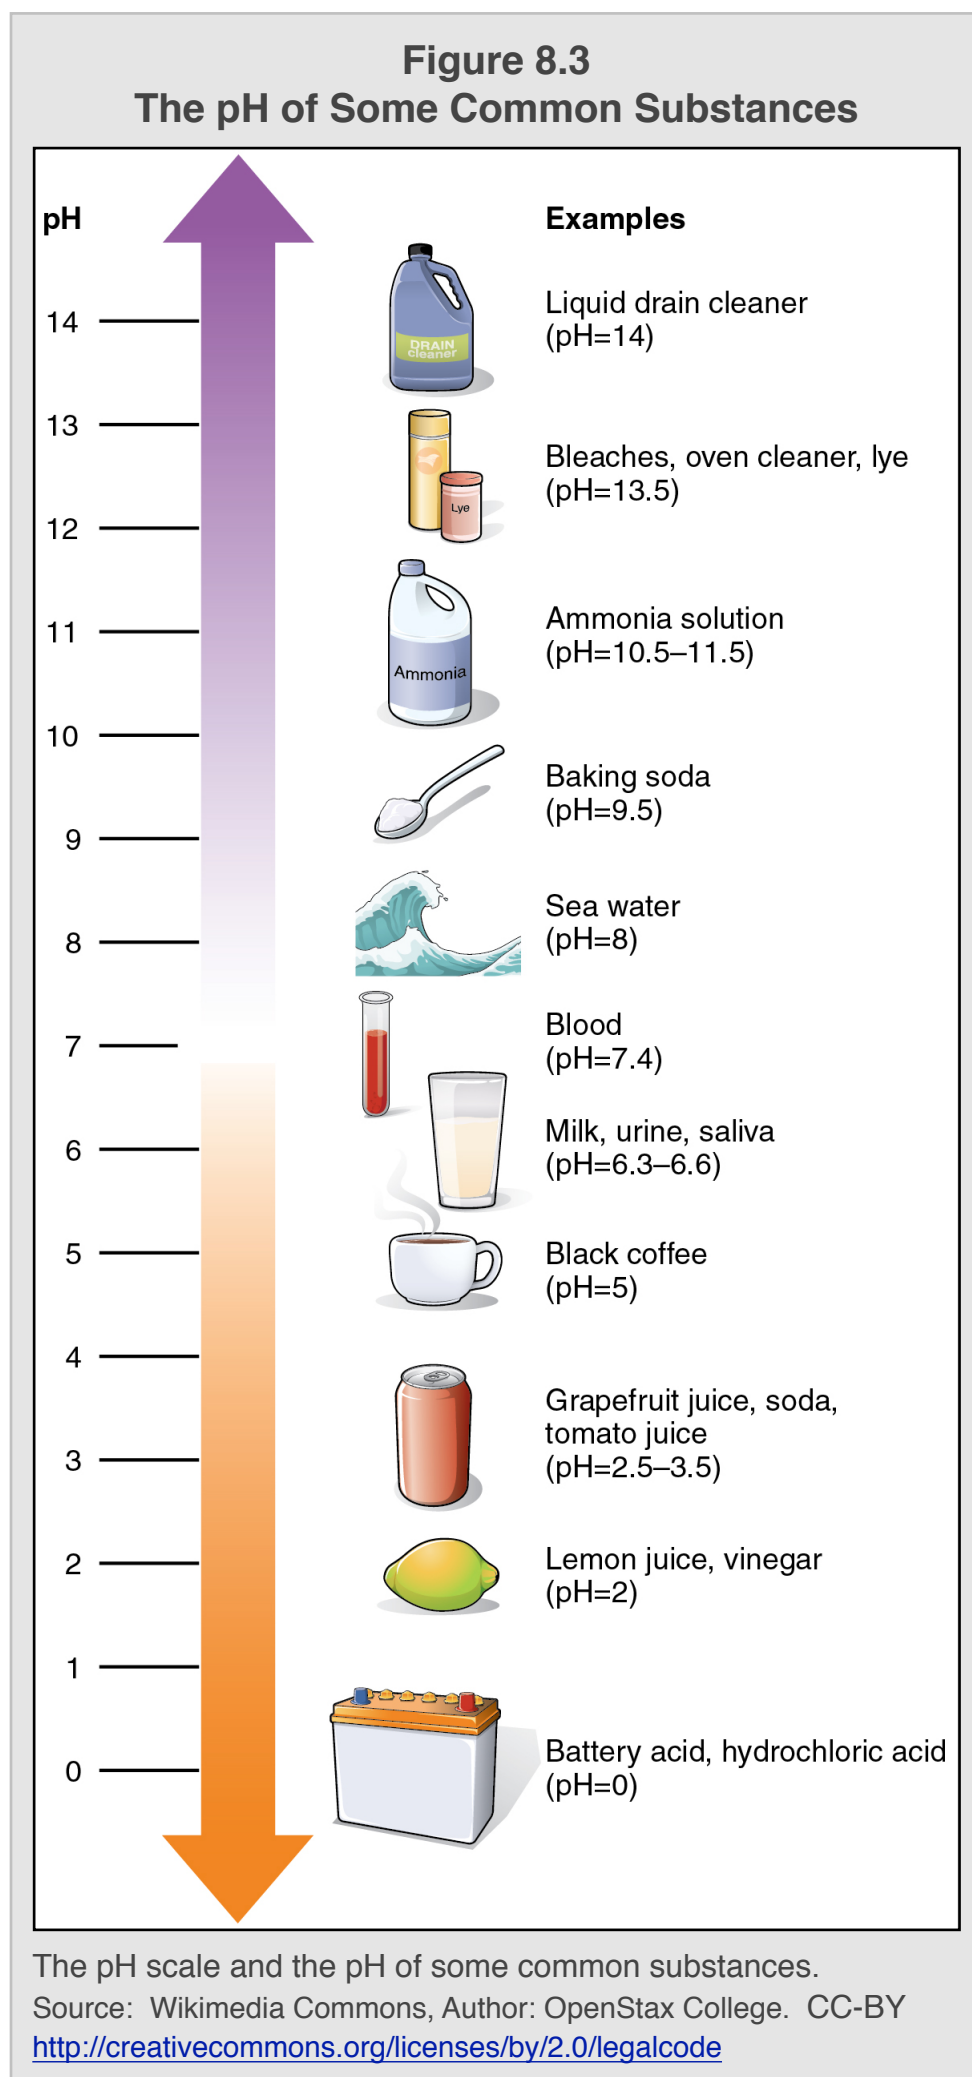 Figure 8.3
The pH of Some Common Substances
pH
Examples
14
DRAIN
cleaner
Liquid drain cleaner
(pH=14)
13
Bleaches, oven cleaner, lye
(pH=13.5)
Lye
12
Ammonia solution
(pH=10.5–11.5)
11
Ammonia
10
Baking soda
(pH=9.5)
9
Sea water
(pH=8)
8
Blood
(pH=7.4)
7
Milk, urine, saliva
(pH=6.3–6.6)
6
Black coffee
(pH=5)
5
4
Grapefruit juice, soda,
tomato juice
(pH=2.5–3.5)
3
Lemon juice, vinegar
(pH=2)
2
1
Battery acid, hydrochloric acid
(pH=0)
0
The pH scale and the pH of some common substances.
Source: Wikimedia Commons, Author: OpenStax College. CC-BY
http://creativecommons.org/licenses/by/2.0/legalcode